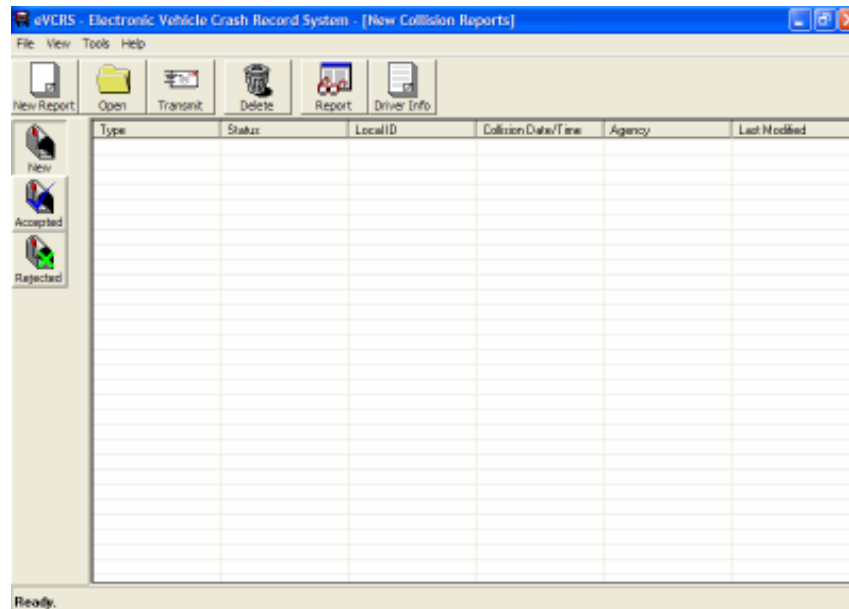 eVCRS - Electronic Vehicle Crash Record System - [New Collision Reports]
File View Tools Help
New Report Open Transmit Delete Report Driver Info
Type Status Local ID Collision Date/Time Agency Last Modified
New
Accepted
Rejected
Ready.